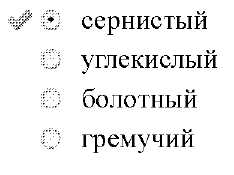 сернистый
углекислый
болотный
гремучий